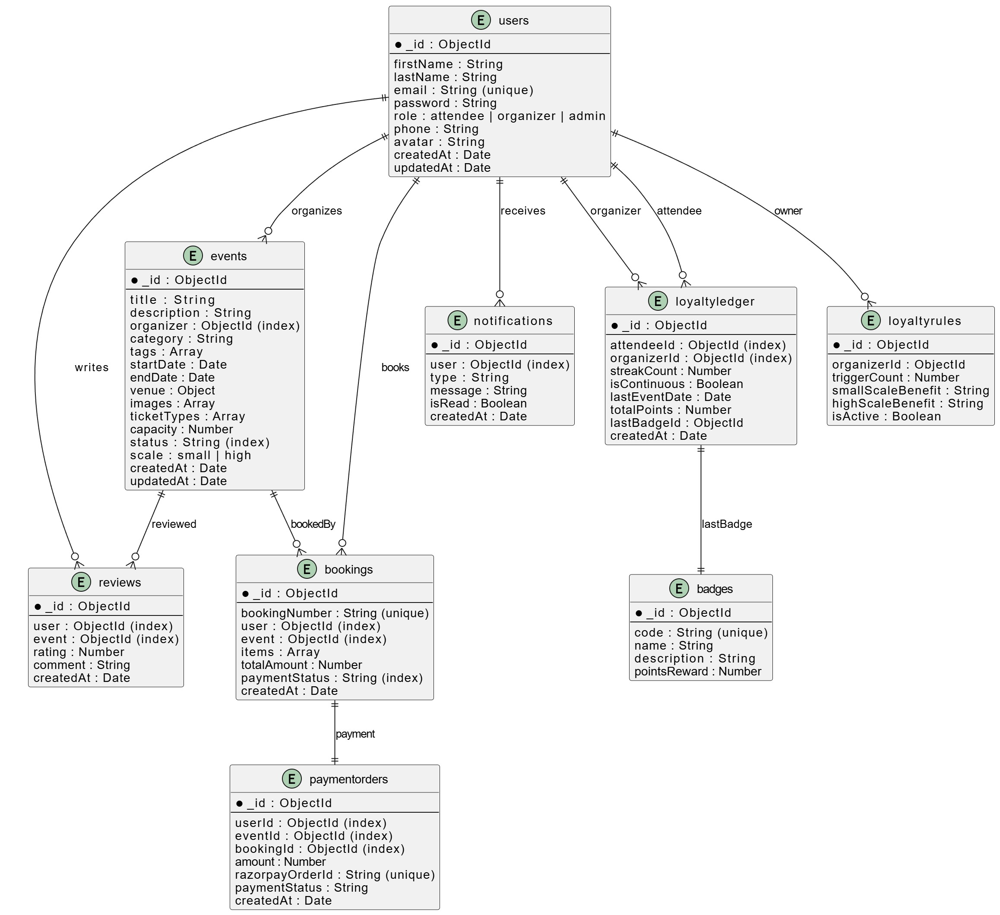 E users
_id : ObjectId
firstName : String
lastName : String
email : String (unique)
password : String
role : attendee | organizer | admin
phone : String
avatar : String
createdAt : Date
updatedAt : Date
organizes
receives
organizer
attendee
owner
E events
_id : ObjectId
title : String
description : String
organizer : ObjectId (index)
category : String
tags : Array
startDate : Date
endDate : Date
venue : Object
images : Array
ticketTypes : Array
capacity : Number
status : String (index)
scale : small | high
createdAt : Date
updatedAt : Date
writes
books
E notifications
_id : ObjectId
user : ObjectId (index)
type : String
message : String
isRead : Boolean
createdAt : Date
E loyaltyledger
_id : ObjectId
attendeeId : ObjectId (index)
organizerId : ObjectId (index)
streakCount : Number
isContinuous : Boolean
lastEventDate : Date
totalPoints : Number
lastBadgeId : ObjectId
createdAt : Date
E loyaltyrules
_id : ObjectId
organizerId : ObjectId
triggerCount : Number
smallScaleBenefit : String
highScaleBenefit : String
isActive : Boolean
reviewed
bookedBy
lastBadge
E reviews
_id : ObjectId
user : ObjectId (index)
event : ObjectId (index)
rating : Number
comment : String
createdAt : Date
E bookings
_id : ObjectId
bookingNumber : String (unique)
user : ObjectId (index)
event : ObjectId (index)
items : Array
totalAmount : Number
paymentStatus : String (index)
createdAt : Date
E badges
_id : ObjectId
code : String (unique)
name : String
description : String
pointsReward : Number
payment
E paymentorders
_id : ObjectId
userId : ObjectId (index)
eventId : ObjectId (index)
bookingId : ObjectId (index)
amount : Number
razorpayOrderId : String (unique)
paymentStatus : String
createdAt : Date